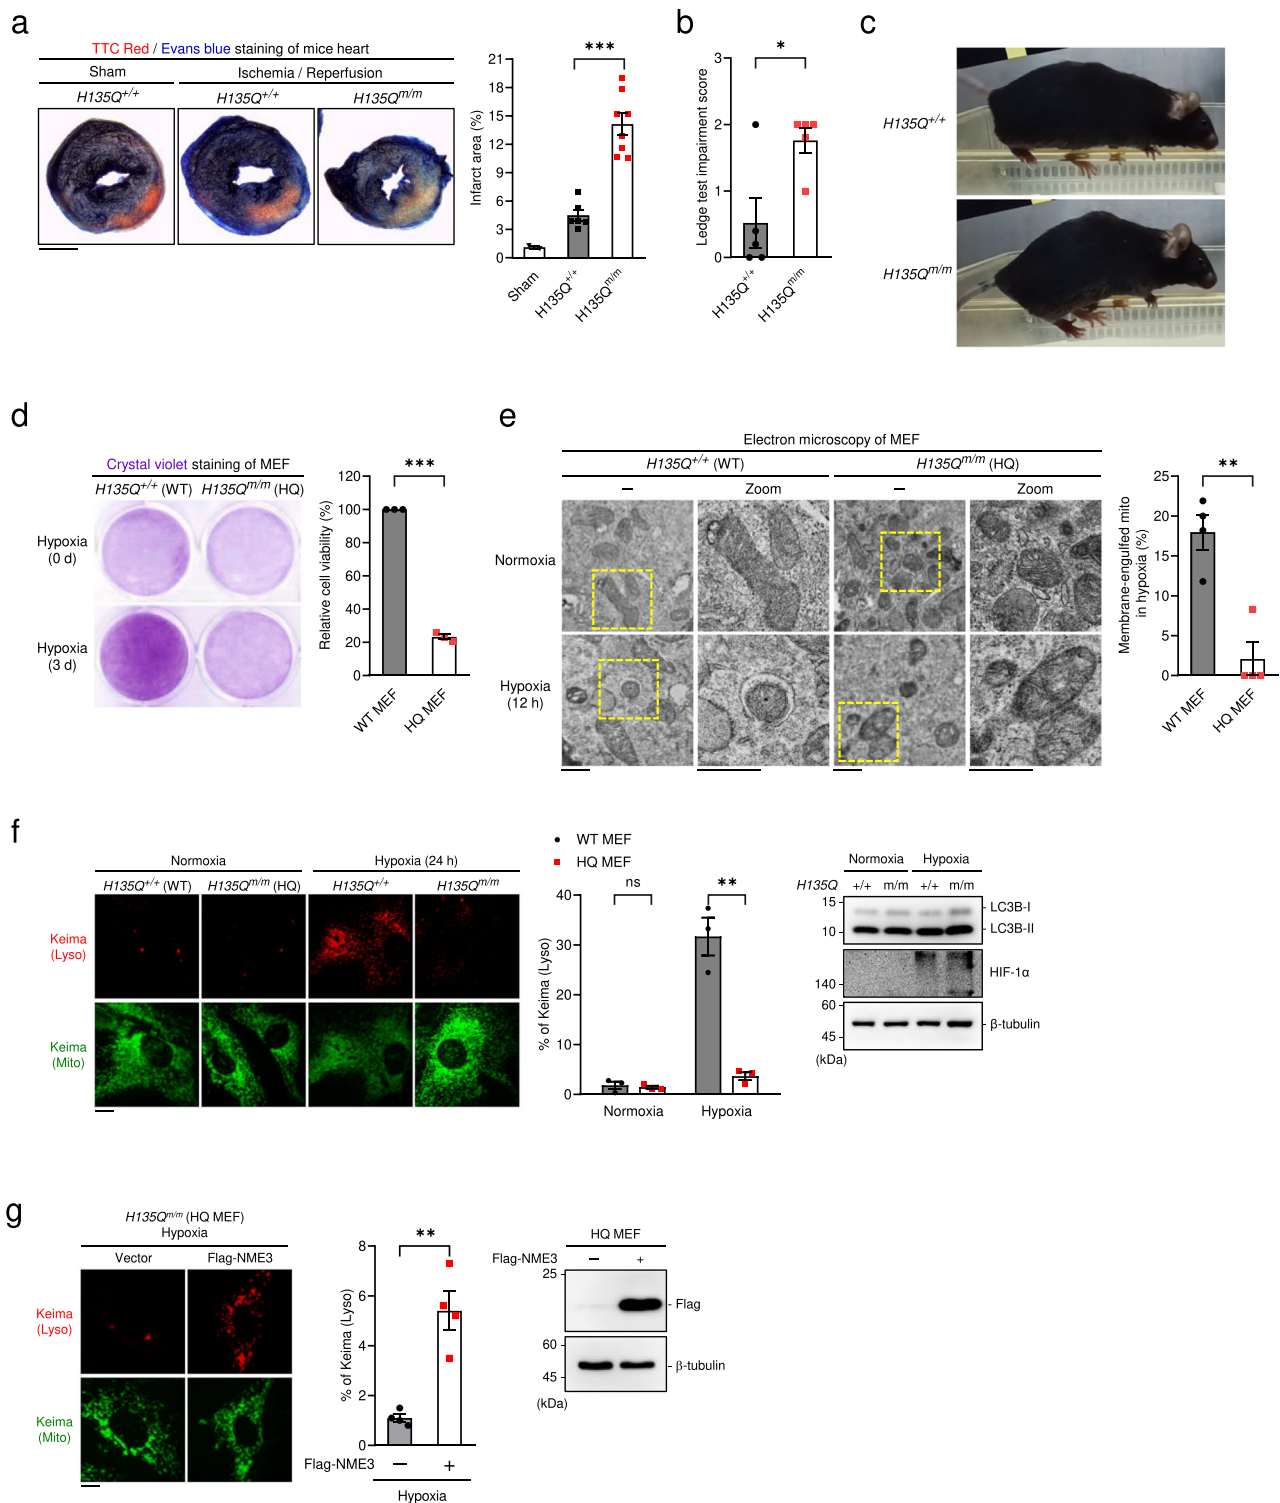 a
TTC Red / Evans blue staining of mice heart
Sham
Ischemia / Reperfusion
H135Q+/+
H135Q+/+
H135Qm/m
Infarct area (%)
21
18
15
12
9
6
3
0
***
Sham
H135Q+/+
H135Qm/m
b
Ledge test impairment score
3
2
1
0
*
H135Q+/+
H135Qm/m
c
H135Q+/+
H135Qm/m
d
Crystal violet staining of MEF
H135Q+/+ (WT)
H135Qm/m (HQ)
Hypoxia
(0 d)
Hypoxia
(3 d)
Relative cell viability (%)
120
100
80
60
40
20
0
***
WT MEF
HQ MEF
e
Electron microscopy of MEF
H135Q+/+ (WT)
H135Qm/m (HQ)
–
Zoom
–
Zoom
Normoxia
Hypoxia
(12 h)
Membrane-engulfed mito
in hypoxia (%)
25
20
15
10
5
0
**
WT MEF
HQ MEF
f
Normoxia
Hypoxia (24 h)
H135Q+/+ (WT)
H135Qm/m (HQ)
H135Q+/+
H135Qm/m
Keima
(Lyso)
Keima
(Mito)
WT MEF
HQ MEF
% of Keima (Lyso)
40
30
20
10
0
ns
**
Normoxia
Hypoxia
Normoxia
Hypoxia
H135Q
+/+
m/m
+/+
m/m
15
10
LC3B-I
LC3B-II
140
HIF-1α
60
45
β-tubulin
(kDa)
g
H135Qm/m (HQ MEF)
Hypoxia
Vector
Flag-NME3
Keima
(Lyso)
Keima
(Mito)
% of Keima (Lyso)
8
6
4
2
0
**
Flag-NME3
–
+
Hypoxia
HQ MEF
Flag-NME3
–
+
25
Flag
60
45
β-tubulin
(kDa)